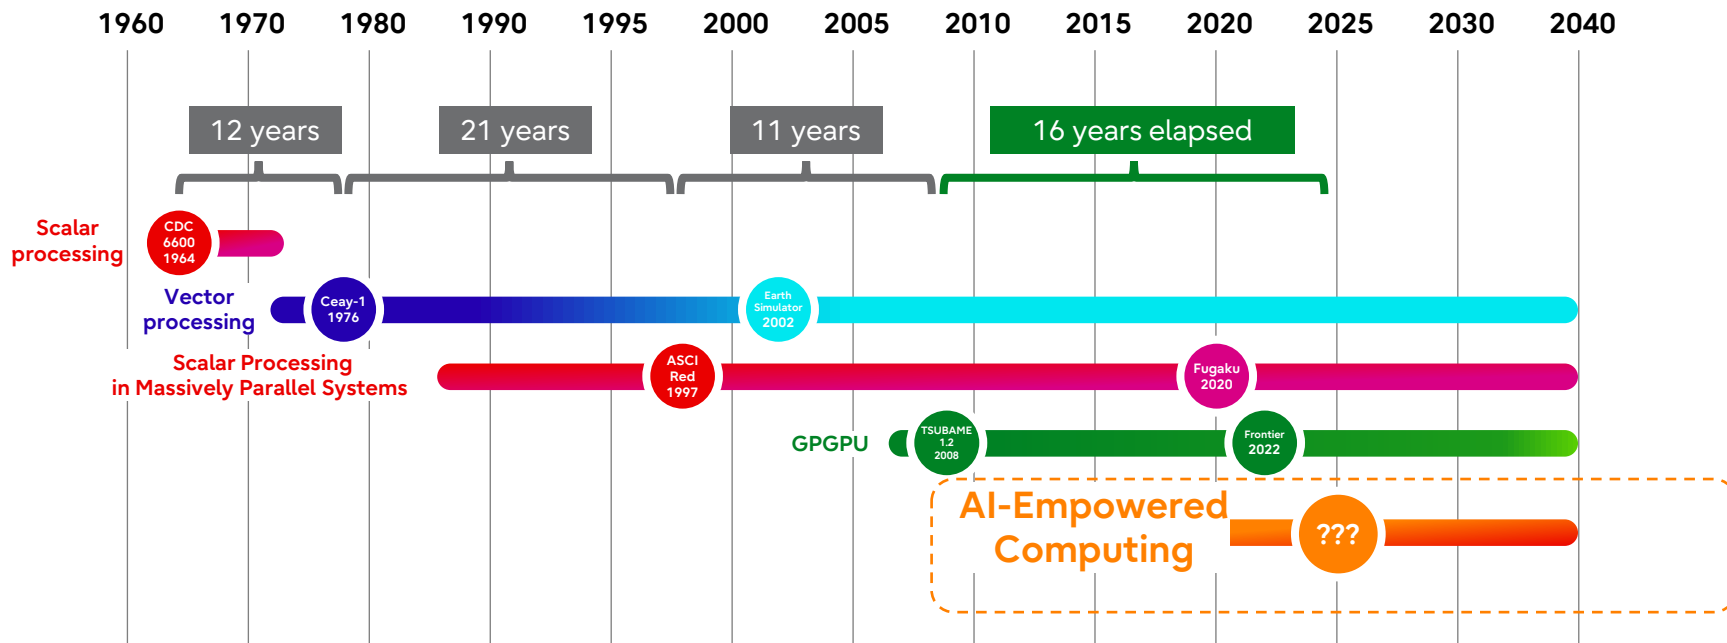 1960 1970 1980 1990 1995 2000 2005 2010 2015 2020 2025 2030 2040
12 years 21 years 11 years 16 years elapsed
Scalar
processing
CDC
6600
1964
Vector
processing
Ceay-1
1976
Earth
Simulator
2002
Scalar Processing
in Massively Parallel Systems
ASCI
Red
1997
Fugaku
2020
GPGPU
TSUBAME
1.2
2008
Frontier
2022
AI-Empowered
Computing
???